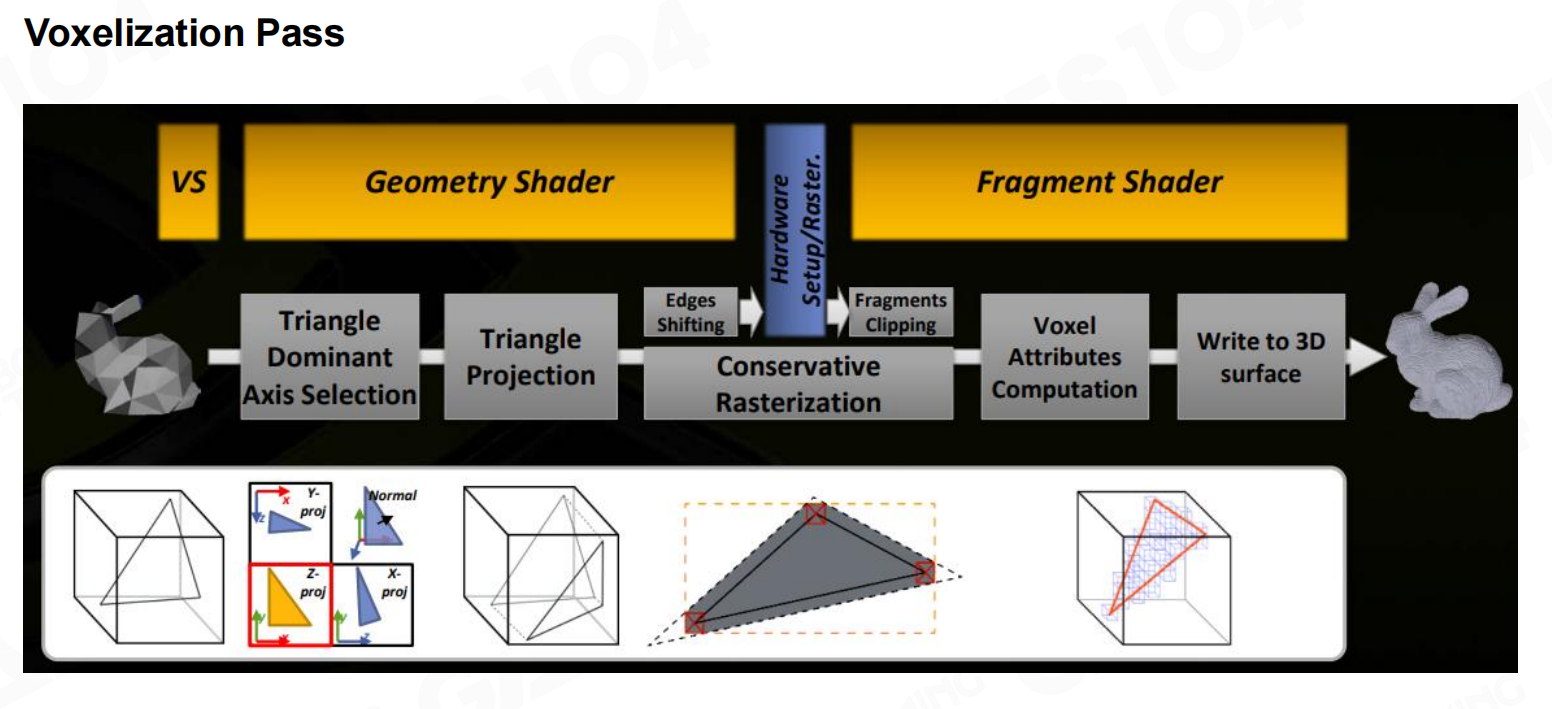 Voxelization Pass
VS
Geometry Shader
Hardware
Setup/Raster.
Fragment Shader
Triangle
Dominant
Axis Selection
Triangle
Projection
Edges
Shifting
Fragments
Clipping
Conservative
Rasterization
Voxel
Attributes
Computation
Write to 3D
surface
x
z
Y-
proj
Normal
Z-
proj
y
x
X-
proj
y
z